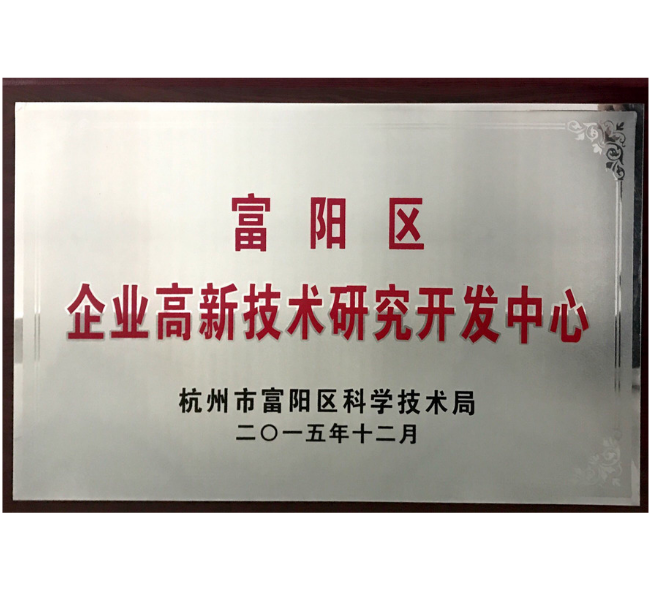 富阳区
企业高新技术研究开发中心
杭州市富阳区科学技术局
二〇一五年十二月